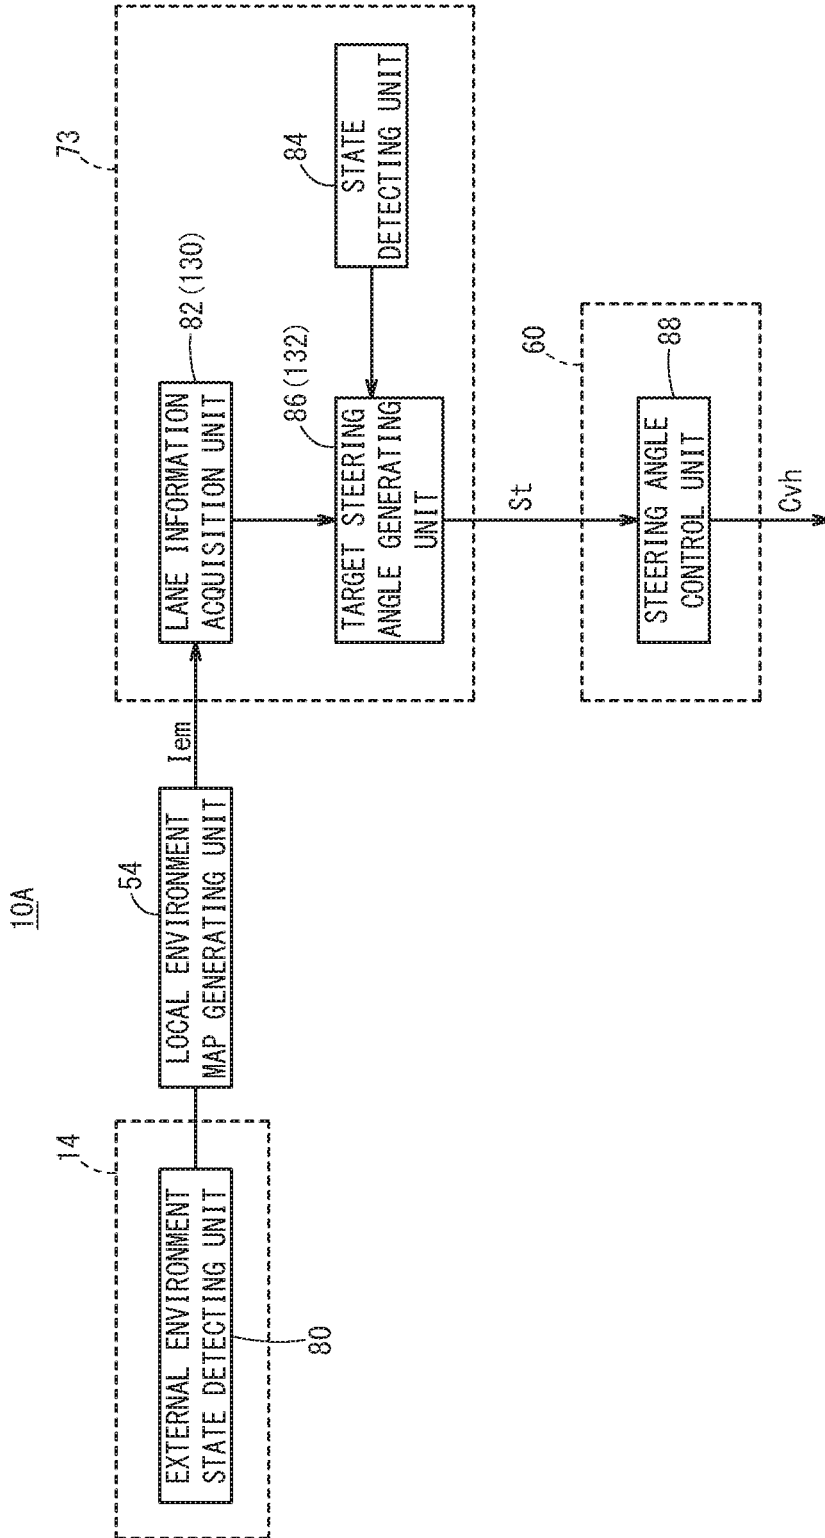 10A
14
EXTERNAL ENVIRONMENT
STATE DETECTING UNIT
80
54
LOCAL ENVIRONMENT
MAP GENERATING UNIT
Iem
73
82(130)
LANE INFORMATION
ACQUISITION UNIT
86(132)
TARGET STEERING
ANGLE GENERATING
UNIT
84
STATE
DETECTING UNIT
St
60
88
STEERING ANGLE
CONTROL UNIT
Cvh